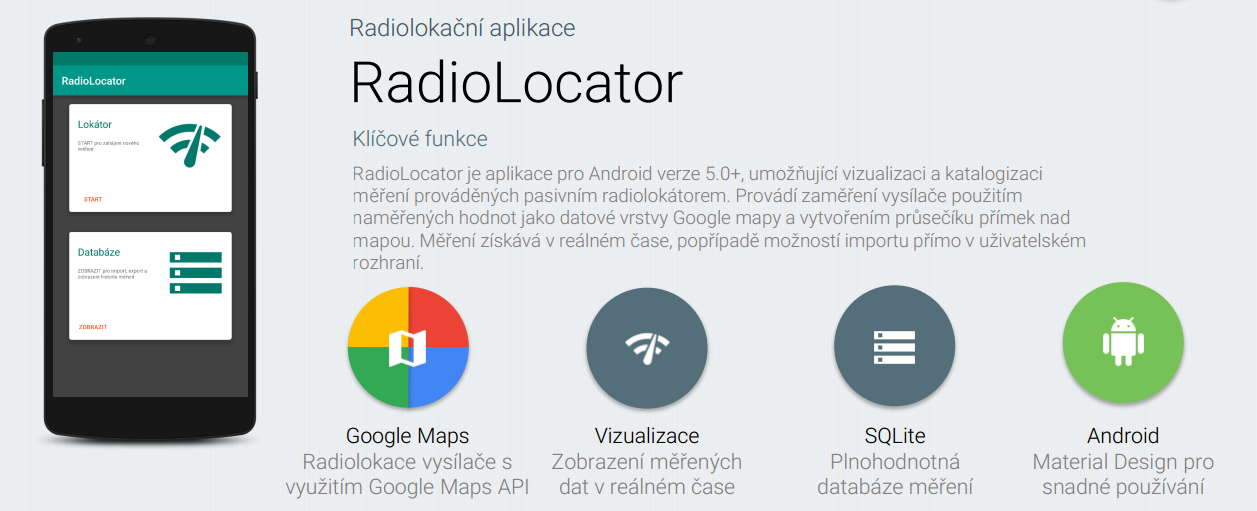 RadioLocator
Lokátor
START pro zahájení nového
měření
START
Databáze
ZOBRAZIT pro import, export a
zobrazení historie měření
ZOBRAZIT
Radiolokační aplikace
RadioLocator
Klíčové funkce
RadioLocator je aplikace pro Android verze 5.0+, umožňující vizualizaci a katalogizaci
měření prováděných pasivním radiolokátorem. Provádí zaměření vysílače použitím
naměřených hodnot jako datové vrstvy Google mapy a vytvořením průsečíku přímek nad
mapou. Měření získává v reálném čase, popřípadě možností importu přímo v uživatelském
rozhraní.
Google Maps
Radiolokace vysílače s
využitím Google Maps API
Vizualizace
Zobrazení měřených
dat v reálném čase
SQLite
Plnohodnotná
databáze měření
Android
Material Design pro
snadné používání